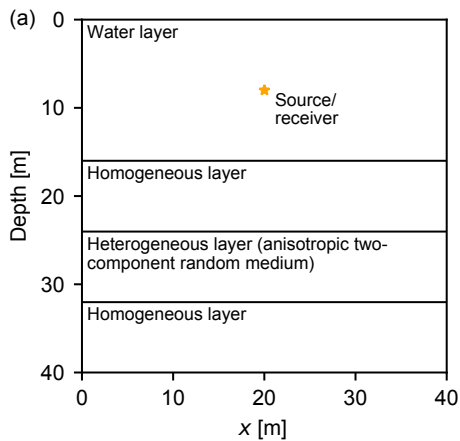 (a)
0
Water layer
Source/
receiver
10
Homogeneous layer
20
Heterogeneous layer (anisotropic two-
component random medium)
30
Homogeneous layer
40
Depth [m]
0 10 20 30 40
x [m]